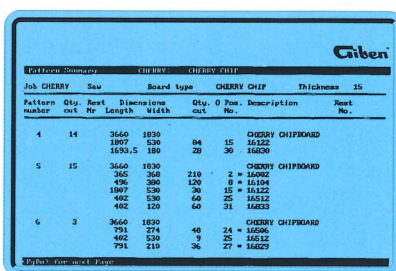 Giben
Pattern Summary CHERRY: CHERRY CHIP
Job CHERRY Saw Board type CHERRY CHIP Thickness 15
Pattern Qty. Rest Dimensions Qty. O Pos. Description Rest
number cut Mr Length Width cut No. No.
4 14 3660 1830 CHERRY CHIPBOARD
1807 530 84 15 16122
1693,5 180 28 30 16830
5 15 3660 1830 CHERRY CHIPBOARD
365 368 210 2 * 16002
496 380 120 8 * 16104
1807 530 30 15 * 16122
402 530 60 25 16512
402 120 60 31 16833
6 3 3660 1830 CHERRY CHIPBOARD
791 274 48 24 * 16506
402 530 9 25 16512
791 210 36 27 * 16829
(PgDn) for next Page